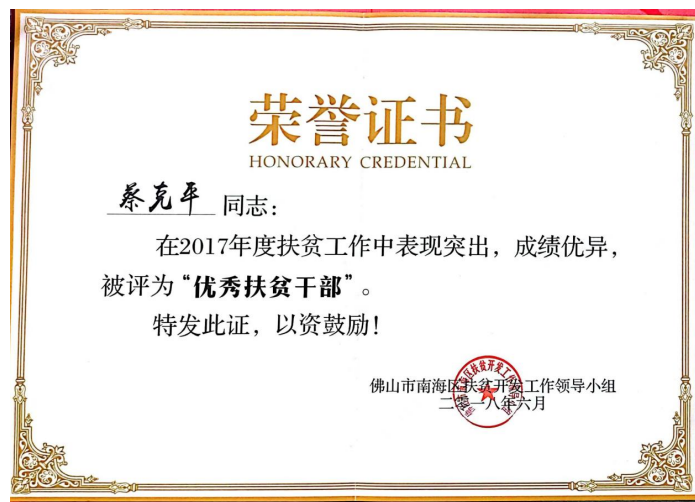 荣誉证书
HONORARY CREDENTIAL
蔡克平 同志：
在2017年度扶贫工作中表现突出，成绩优异，
被评为“优秀扶贫干部”。
特发此证，以资鼓励！
佛山市南海区扶贫开发工作领导小组
二〇一八年六月